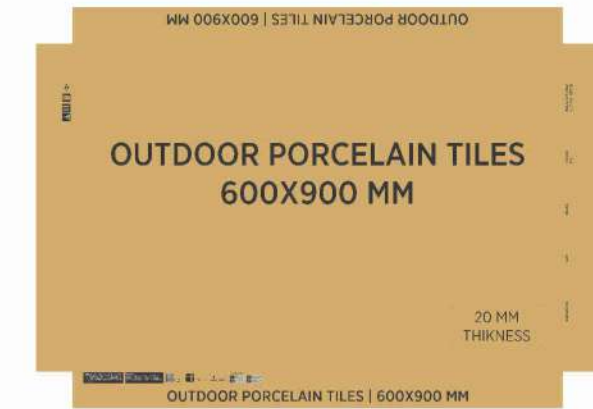 OUTDOOR PORCELAIN TILES | 600X900 MM
OUTDOOR PORCELAIN TILES
600X900 MM
20 MM
THIKNESS
OUTDOOR PORCELAIN TILES | 600X900 MM